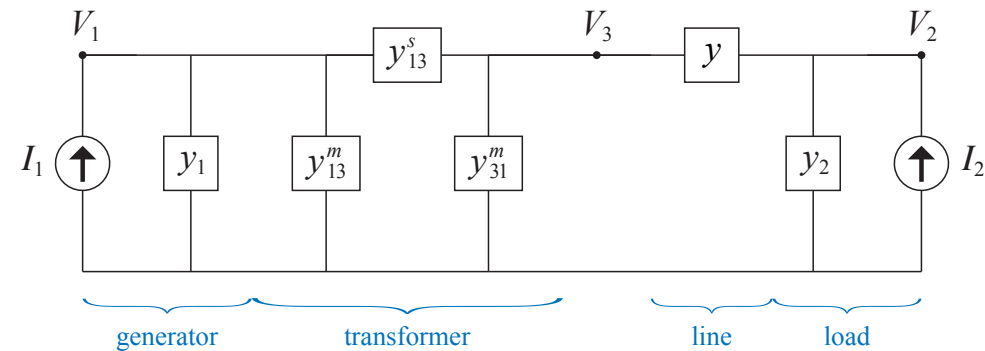 V₁ V₃ V₂
y₁₃ˢ y
I₁ y₁ y₁₃ᵐ y₃₁ᵐ y₂ I₂
generator transformer line load